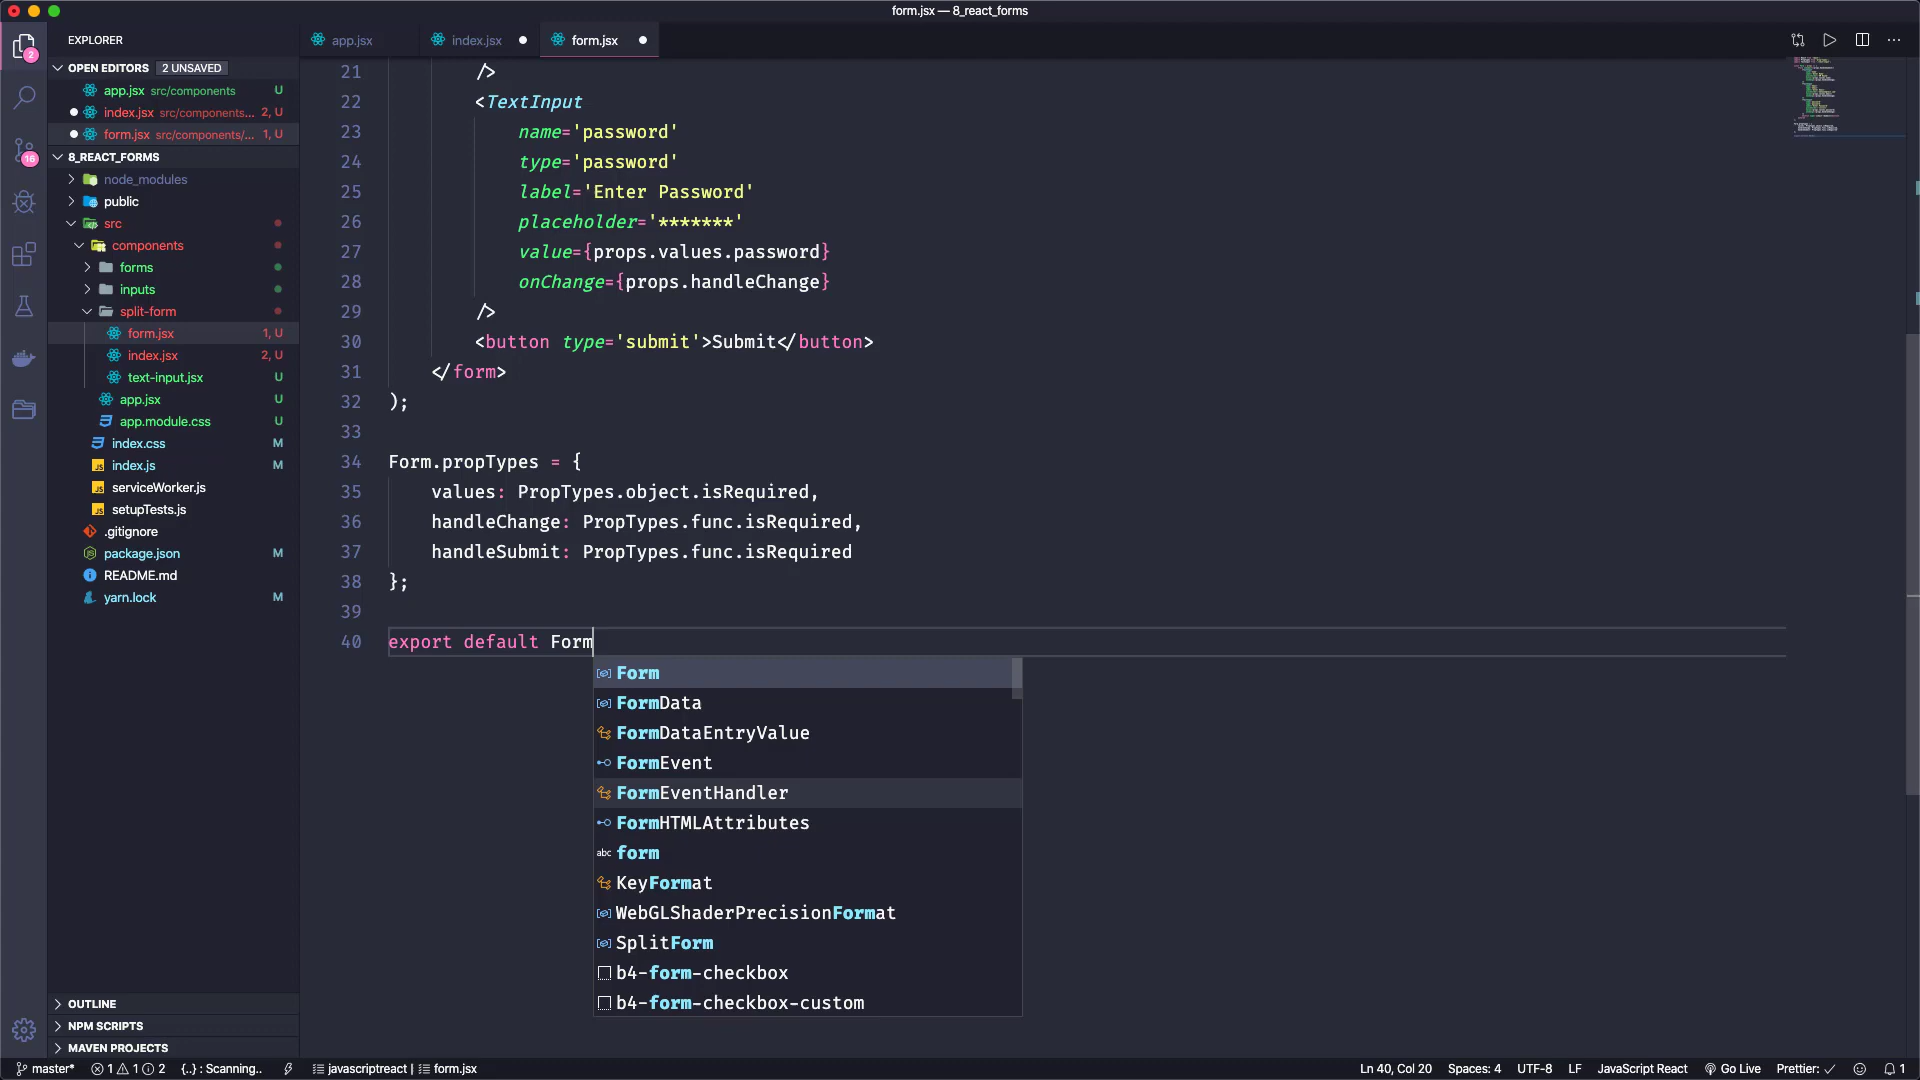 form.jsx — 8_react_forms
EXPLORER
app.jsx
index.jsx
form.jsx
OPEN EDITORS 2 UNSAVED
app.jsx src/components U
index.jsx src/components... 2, U
form.jsx src/components/... 1, U
8_REACT_FORMS
node_modules
public
src
components
forms
inputs
split-form
form.jsx 1, U
index.jsx 2, U
text-input.jsx U
app.jsx U
app.module.css U
index.css M
index.js M
serviceWorker.js
setupTests.js
.gitignore
package.json M
README.md
yarn.lock M
OUTLINE
NPM SCRIPTS
MAVEN PROJECTS
2
16
21 />
22 <TextInput
23 name='password'
24 type='password'
25 label='Enter Password'
26 placeholder='*******'
27 value={props.values.password}
28 onChange={props.handleChange}
29 />
30 <button type='submit'>Submit</button>
31 </form>
32 );
33
34 Form.propTypes = {
35 values: PropTypes.object.isRequired,
36 handleChange: PropTypes.func.isRequired,
37 handleSubmit: PropTypes.func.isRequired
38 };
39
40 export default Form
Form
FormData
FormDataEntryValue
FormEvent
FormEventHandler
FormHTMLAttributes
abc form
KeyFormat
WebGLShaderPrecisionFormat
SplitForm
b4-form-checkbox
b4-form-checkbox-custom
master* 1 1 2 {..} : Scanning.. javascriptreact | form.jsx Ln 40, Col 20 Spaces: 4 UTF-8 LF JavaScript React Go Live Prettier: ✓ 1